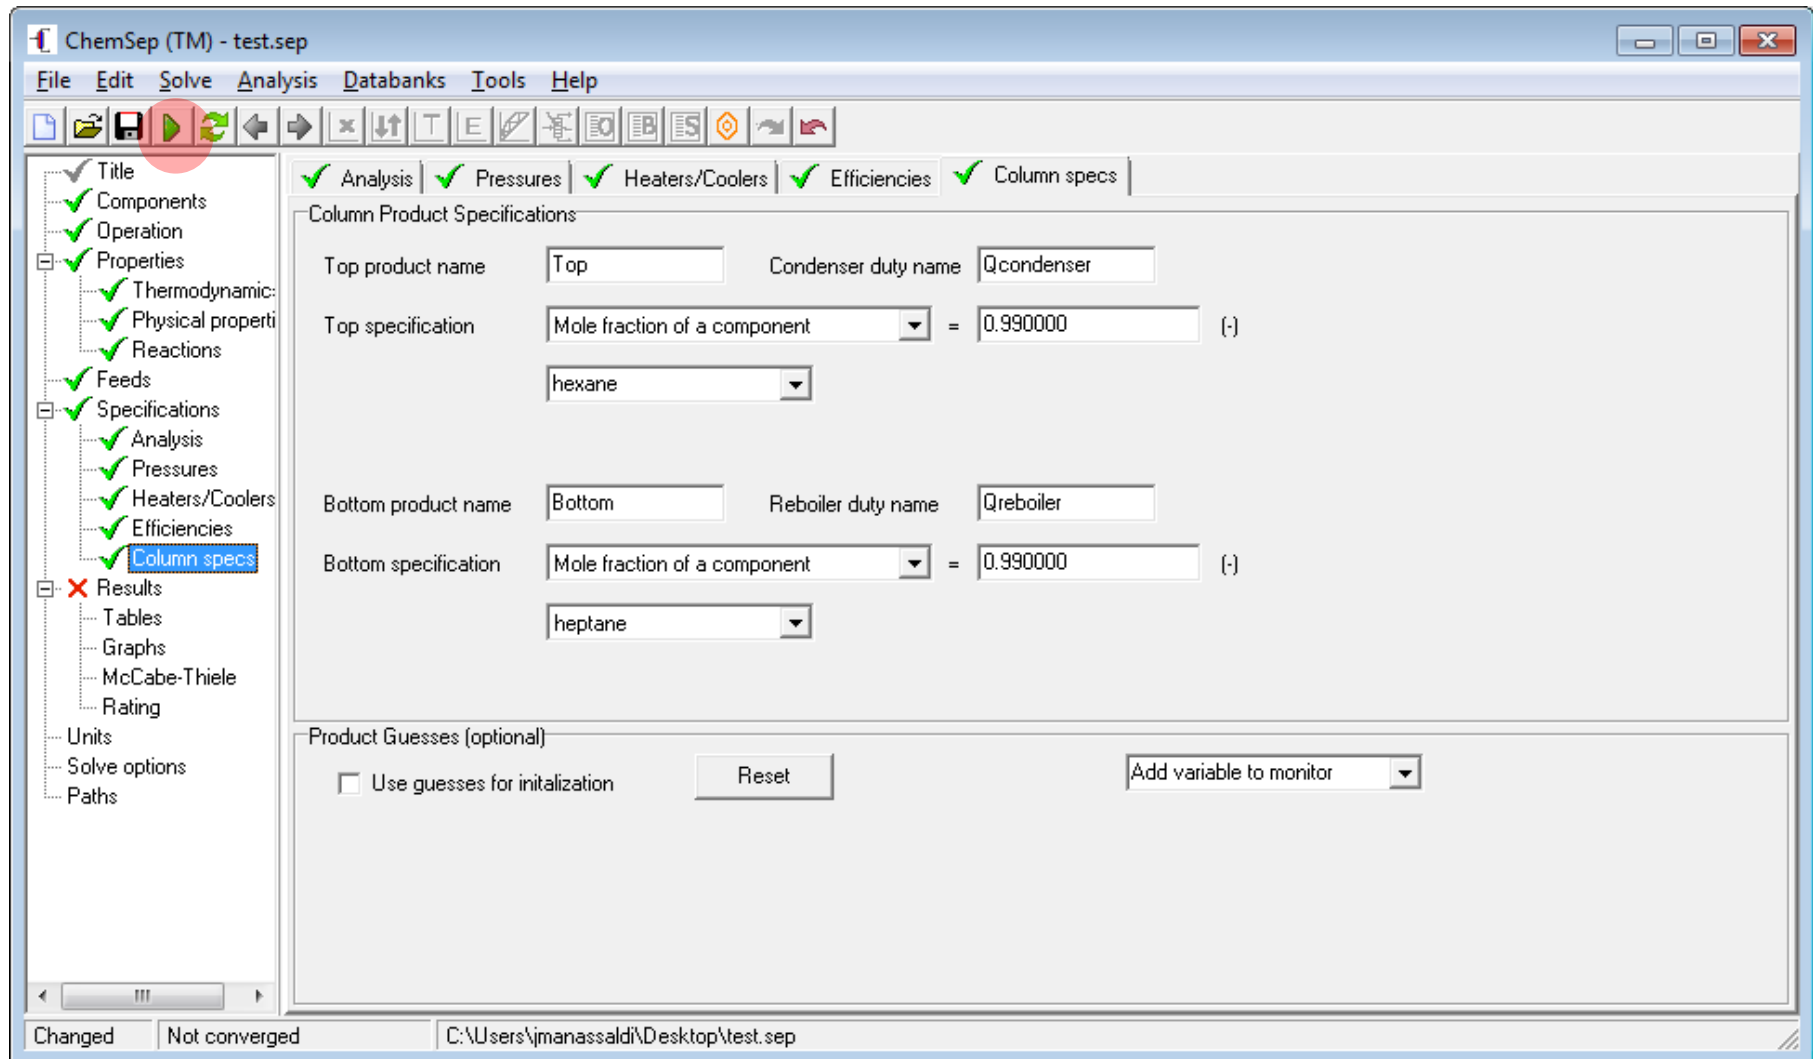 ChemSep (TM) - test.sep
File Edit Solve Analysis Databanks Tools Help
Title
Components
Operation
Properties
Thermodynamic
Physical properti
Reactions
Feeds
Specifications
Analysis
Pressures
Heaters/Coolers
Efficiencies
Column specs
Results
Tables
Graphs
McCabe-Thiele
Rating
Units
Solve options
Paths
Analysis Pressures Heaters/Coolers Efficiencies Column specs
Column Product Specifications
Top product name Top Condenser duty name Qcondenser
Top specification Mole fraction of a component = 0.990000 (-)
hexane
Bottom product name Bottom Reboiler duty name Qreboiler
Bottom specification Mole fraction of a component = 0.990000 (-)
heptane
Product Guesses (optional)
Use guesses for initalization Reset Add variable to monitor
Changed Not converged C:\Users\jmanassaldi\Desktop\test.sep